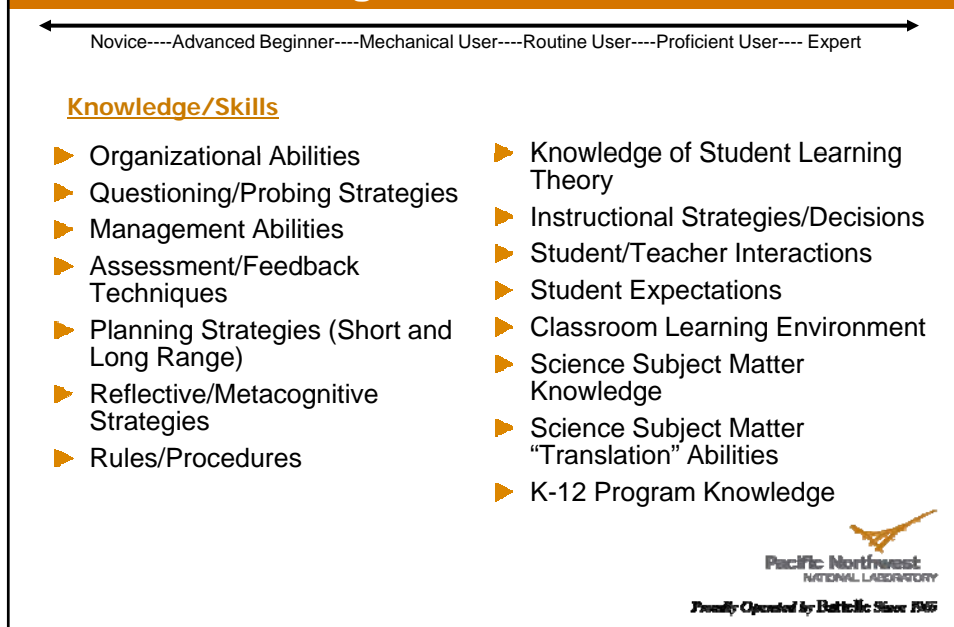 Novice----Advanced Beginner----Mechanical User----Routine User----Proficient User---- Expert
Knowledge/Skills
Organizational Abilities
Questioning/Probing Strategies
Management Abilities
Assessment/Feedback
Techniques
Planning Strategies (Short and
Long Range)
Reflective/Metacognitive
Strategies
Rules/Procedures
Knowledge of Student Learning
Theory
Instructional Strategies/Decisions
Student/Teacher Interactions
Student Expectations
Classroom Learning Environment
Science Subject Matter
Knowledge
Science Subject Matter
“Translation” Abilities
K-12 Program Knowledge
Pacific Northwest
NATIONAL LABORATORY
Proudly Operated by Battelle Since 1965